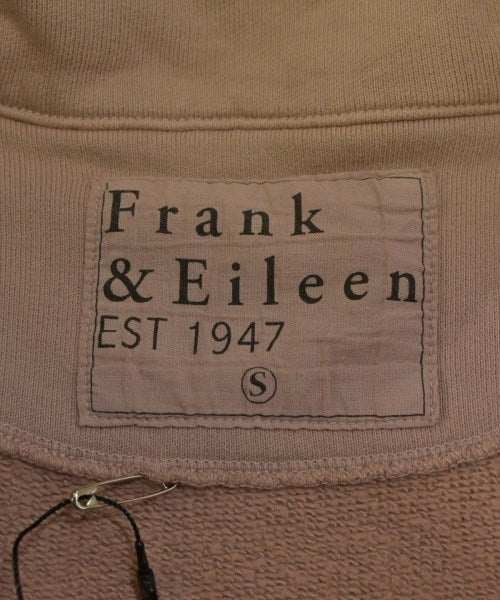 Frank
& Eileen
EST 1947
S